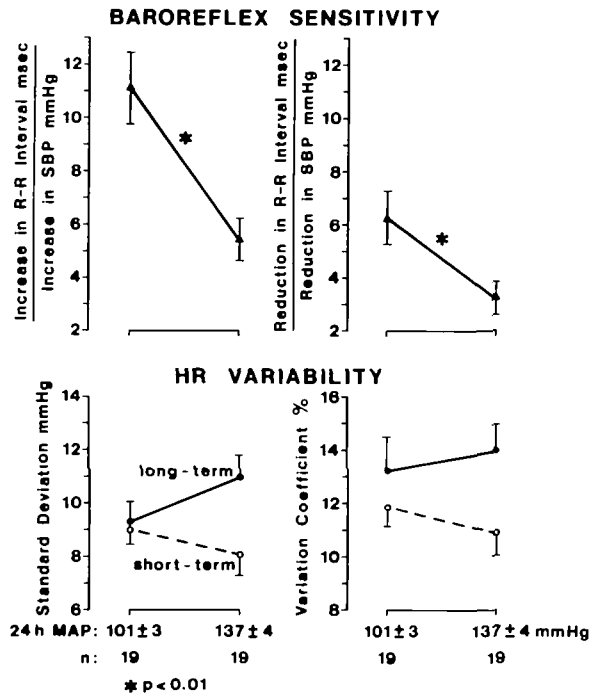 BAROREFLEX SENSITIVITY
Increase in R-R Interval msec
Increase in SBP mmHg
12
10
8
6
4
2
Reduction in R-R Interval msec
Reduction in SBP mmHg
12
10
8
6
4
2
*
*
HR VARIABILITY
Standard Deviation mmHg
14
12
10
8
6
long-term
short-term
Variation Coefficient %
16
14
12
10
8
24h MAP: 101±3 137±4 101±3 137±4 mmHg
n: 19 19 19 19
* p<0.01